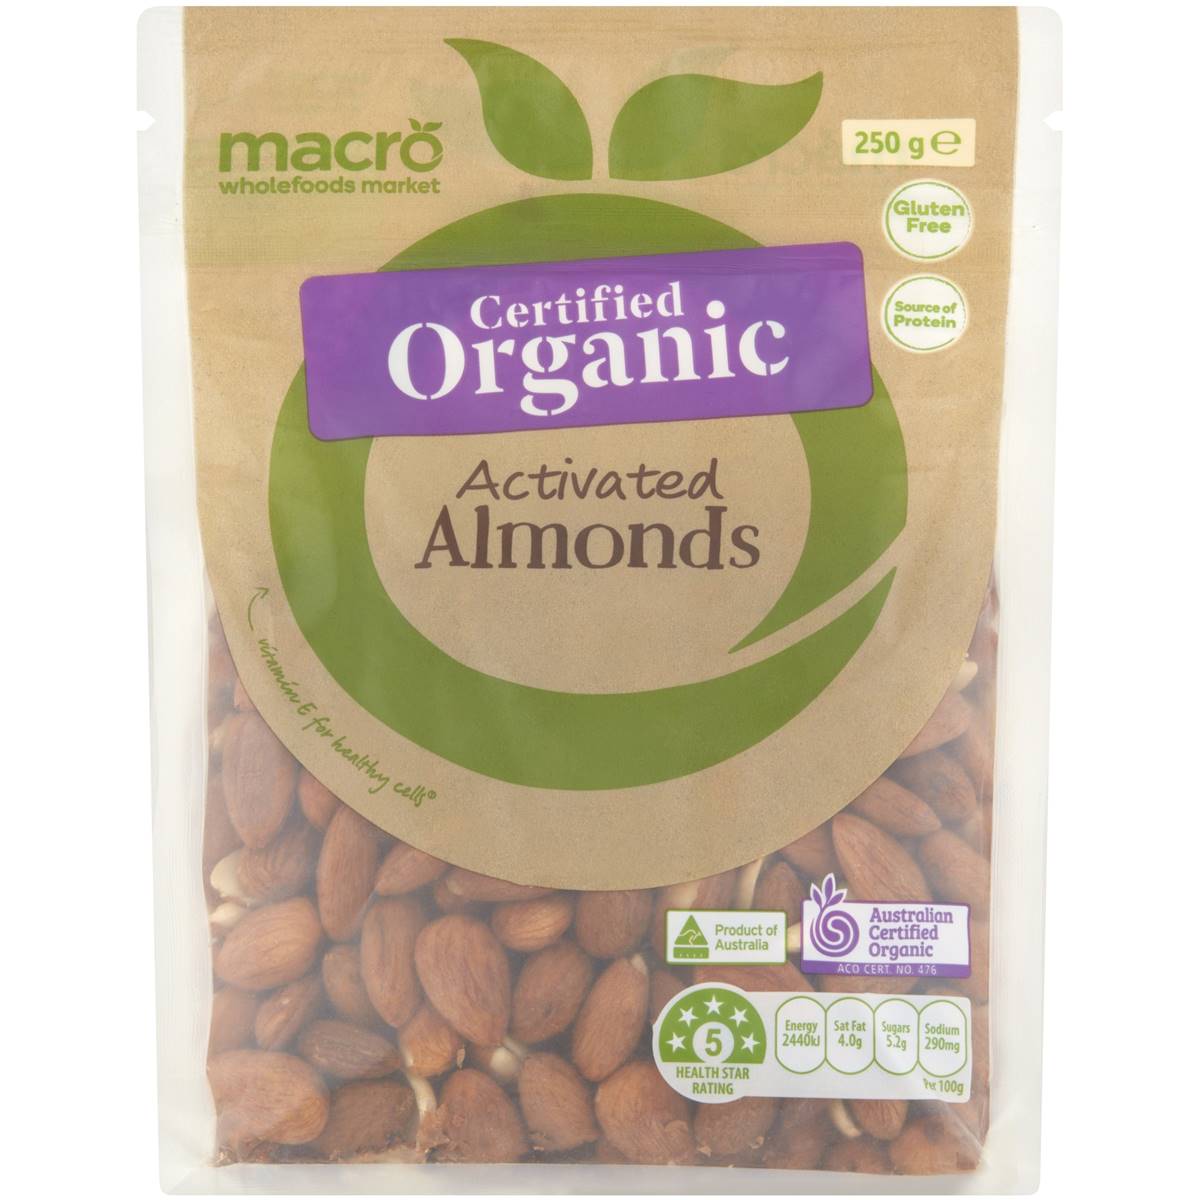 macro
wholefoods market
250 g ℮
Gluten
Free
Source of
Protein
Certified
Organic
Activated
Almonds
vitamin E for healthy cells®
Product of
Australia
Australian
Certified
Organic
ACO CERT. NO. 476
5
HEALTH STAR
RATING
Energy
2440kJ
Sat Fat
4.0g
Sugars
5.2g
Sodium
290mg
Per 100g